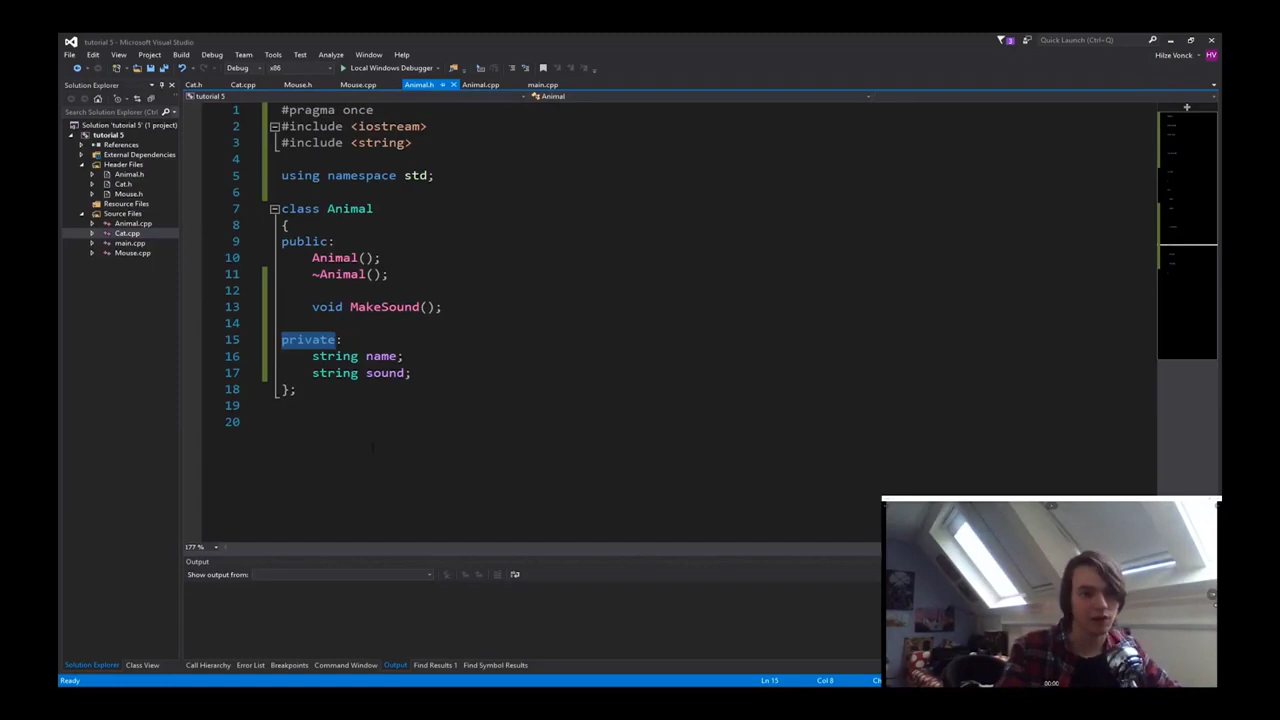 tutorial 5 - Microsoft Visual Studio
Quick Launch (Ctrl+Q)
File Edit View Project Build Debug Team Tools Test Analyze Window Help
Hilze Vonck HV
Debug x86 Local Windows Debugger
Solution Explorer
Cat.h Cat.cpp Mouse.h Mouse.cpp Animal.h Animal.cpp main.cpp
tutorial 5 Animal
Search Solution Explorer (Ctrl+;)
Solution 'tutorial 5' (1 project)
tutorial 5
References
External Dependencies
Header Files
Animal.h
Cat.h
Mouse.h
Resource Files
Source Files
Animal.cpp
Cat.cpp
main.cpp
Mouse.cpp
1 #pragma once
2 #include <iostream>
3 #include <string>
4
5 using namespace std;
6
7 class Animal
8 {
9 public:
10 Animal();
11 ~Animal();
12
13 void MakeSound();
14
15 private:
16 string name;
17 string sound;
18 };
19
20
177 %
Output
Show output from:
Solution Explorer Class View
Call Hierarchy Error List Breakpoints Command Window Output Find Results 1 Find Symbol Results
Ready
Ln 15 Col 8
00:00